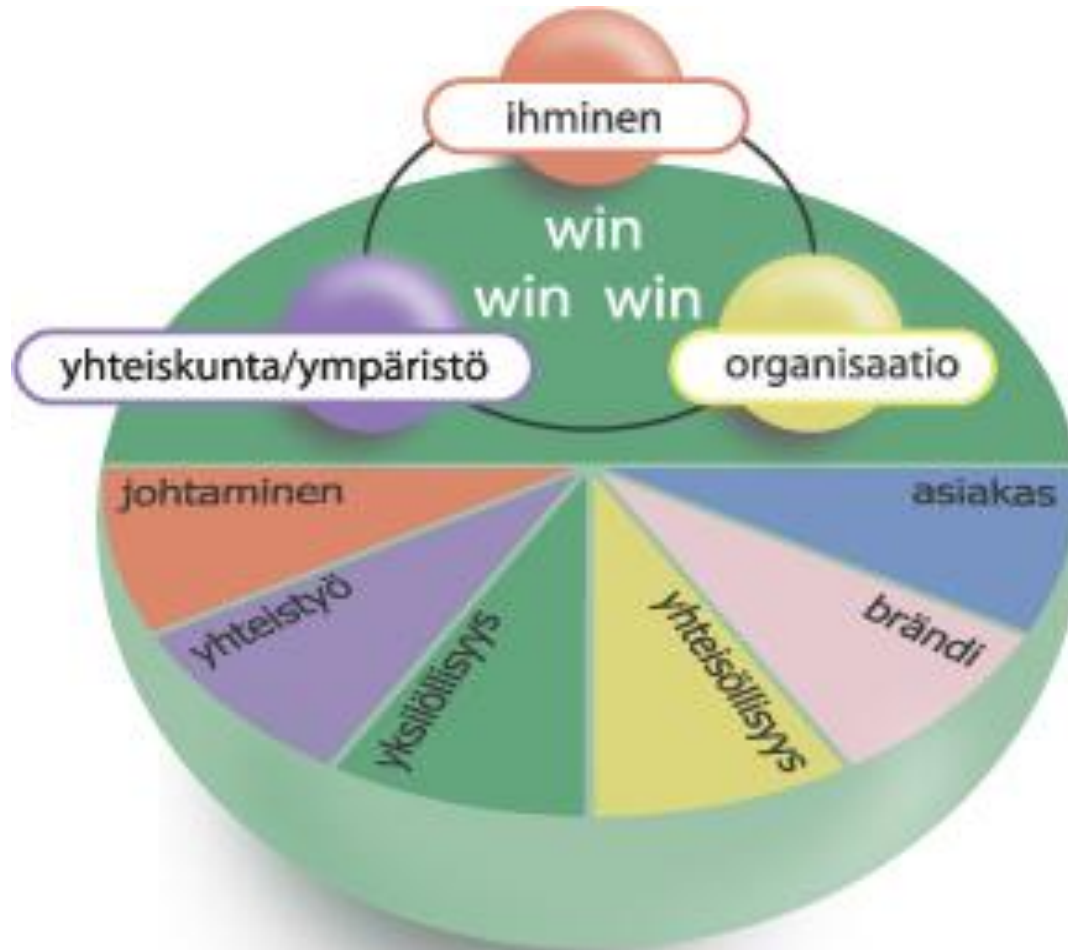 ihminen
win
win win
yhteiskunta/ympäristö
organisaatio
johtaminen
yhteistyö
yksilöllisyys
yhteisöllisyys
brändi
asiakas